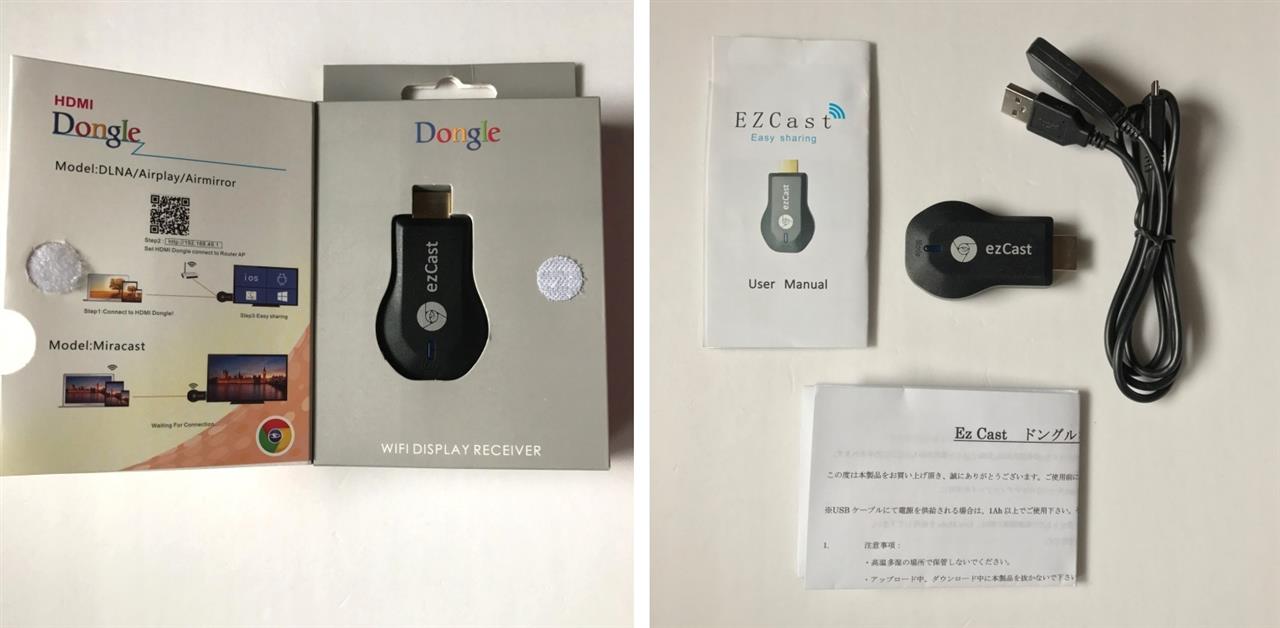 HDMI
Dongle
Model:DLNA/Airplay/Airmirror
Step2 : http://192.168.49.1
Set HDMI Dongle connect to Router AP
ios
Step1:Connect to HDMI Dongle!
Step3:Easy sharing
Model:Miracast
Waiting For Connection
Dongle
ezCast
WIFI DISPLAY RECEIVER
EZCast
Easy sharing
ezCast
User Manual
Mode
ezCast
Ez Cast ドングル
この度は本製品をお買い上げ頂き、誠にありがとうございます。ご使用前に
※USB ケーブルにて電源を供給される場合は、1Ah 以上でご使用下さい。
1. 注意事項：
・高温多湿の場所で保管しないでください。
・アップロード中、ダウンロード中に本製品を抜かないで下さい